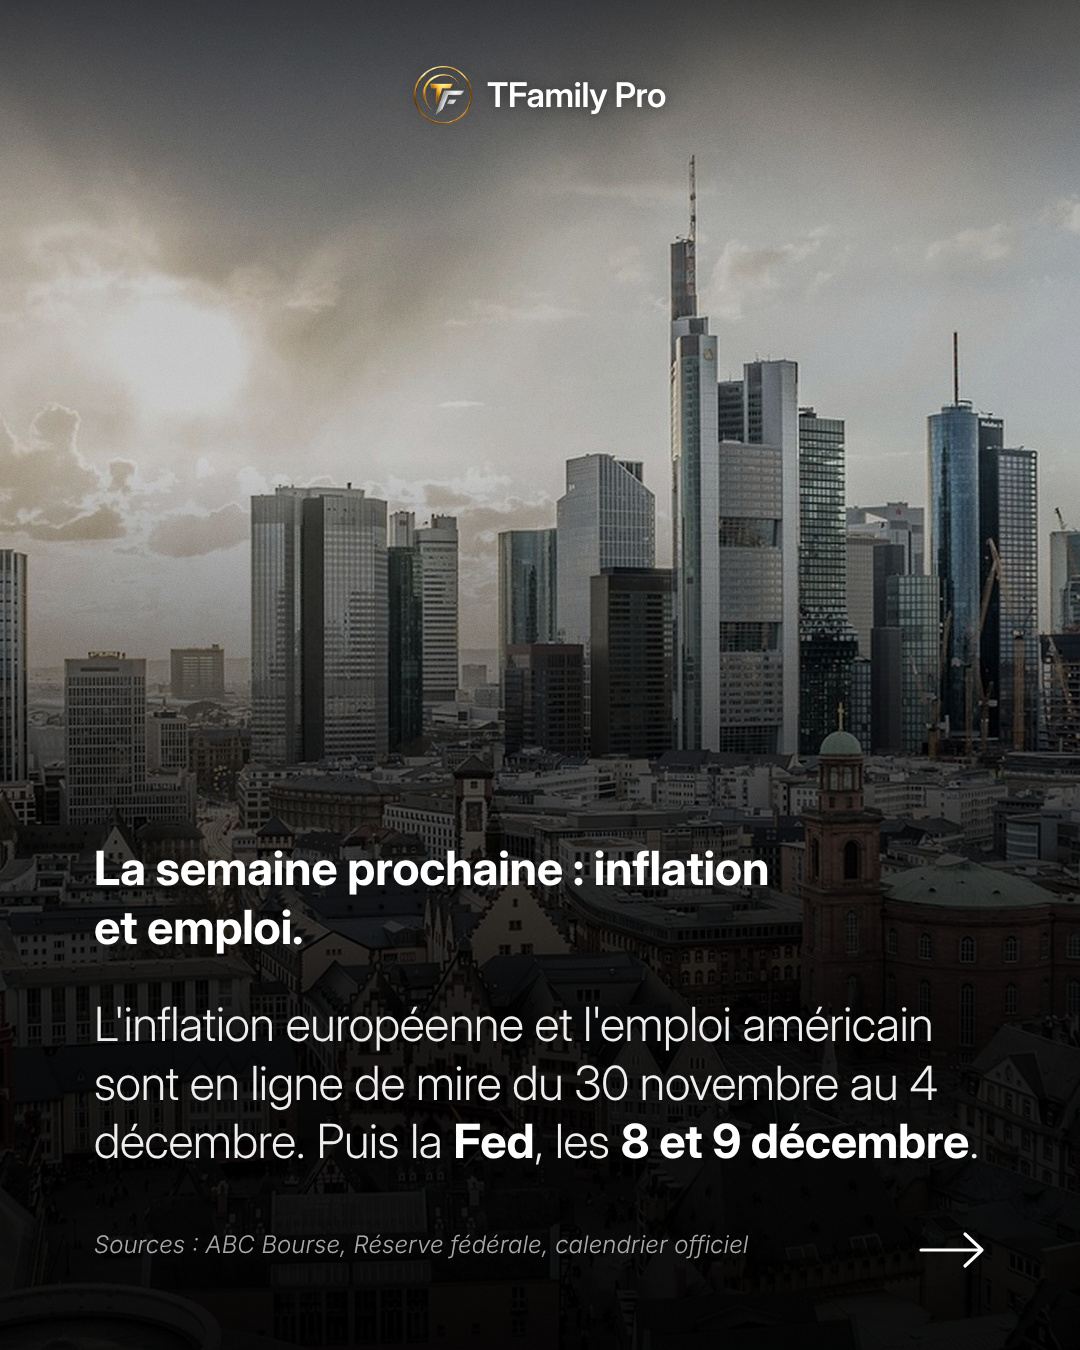 TFamily Pro
La semaine prochaine : inflation
et emploi.
L'inflation européenne et l'emploi américain
sont en ligne de mire du 30 novembre au 4
décembre. Puis la Fed, les 8 et 9 décembre.
Sources : ABC Bourse, Réserve fédérale, calendrier officiel